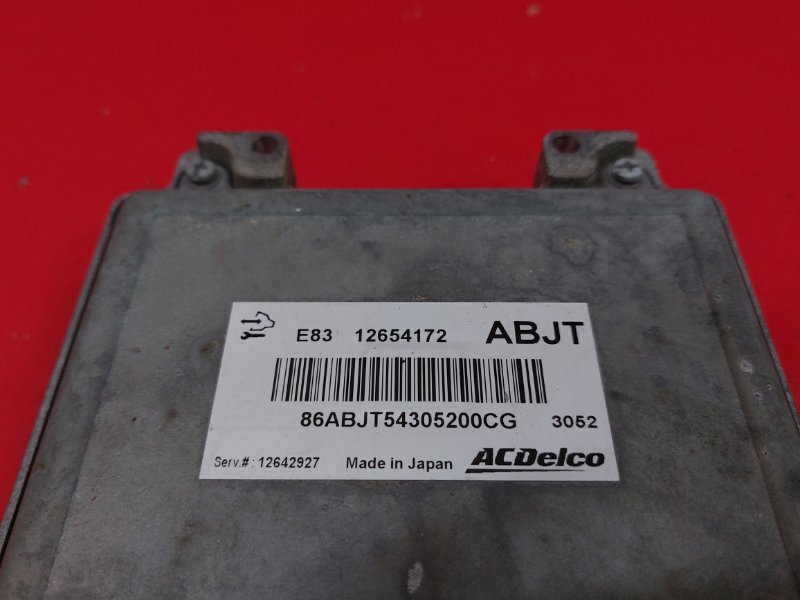 E83 12654172 ABJT
86ABJT54305200CG 3052
Serv.# : 12642927 Made in Japan ACDelco